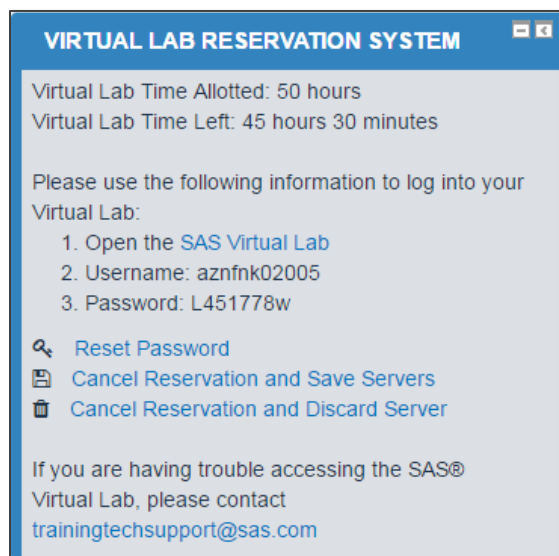 VIRTUAL LAB RESERVATION SYSTEM
Virtual Lab Time Allotted: 50 hours
Virtual Lab Time Left: 45 hours 30 minutes
Please use the following information to log into your
Virtual Lab:
1. Open the SAS Virtual Lab
2. Username: aznfnk02005
3. Password: L451778w
Reset Password
Cancel Reservation and Save Servers
Cancel Reservation and Discard Server
If you are having trouble accessing the SAS®
Virtual Lab, please contact
trainingtechsupport@sas.com